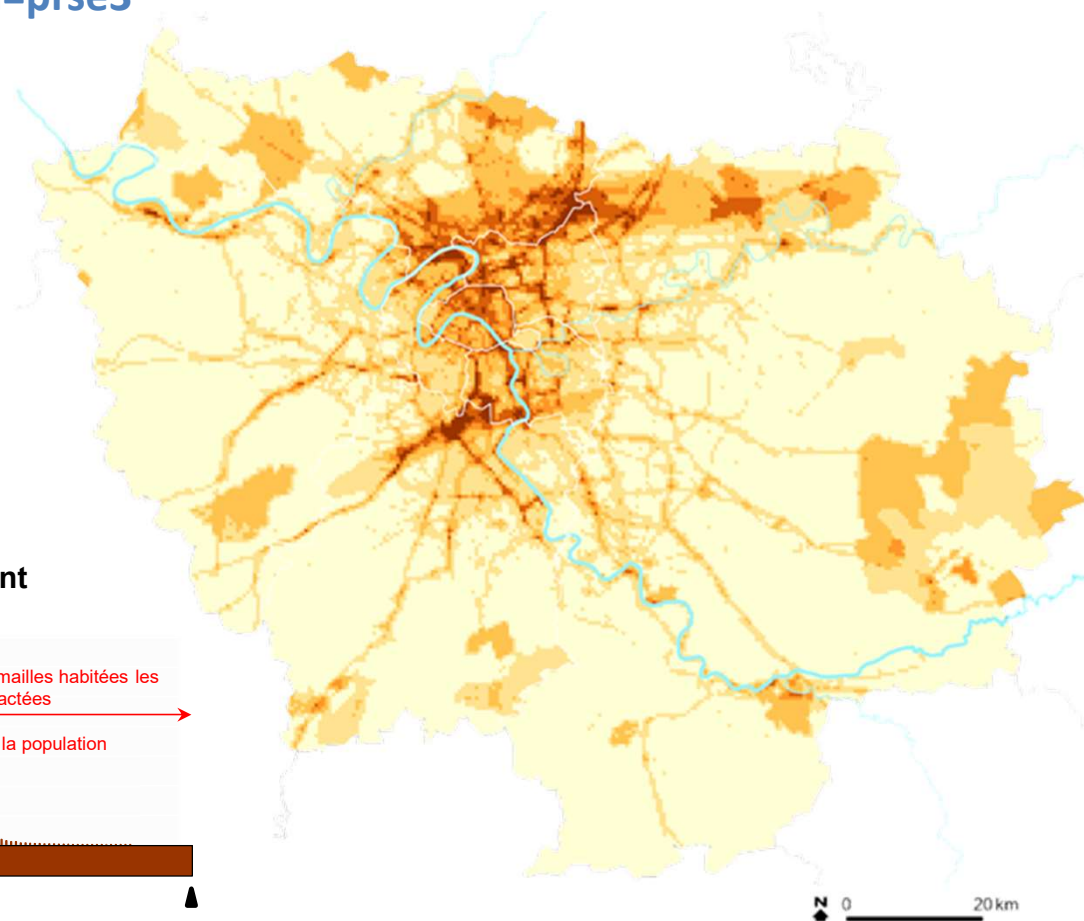 =prse3
nt
mailles habitées les
actées
la population
N 0 20 km